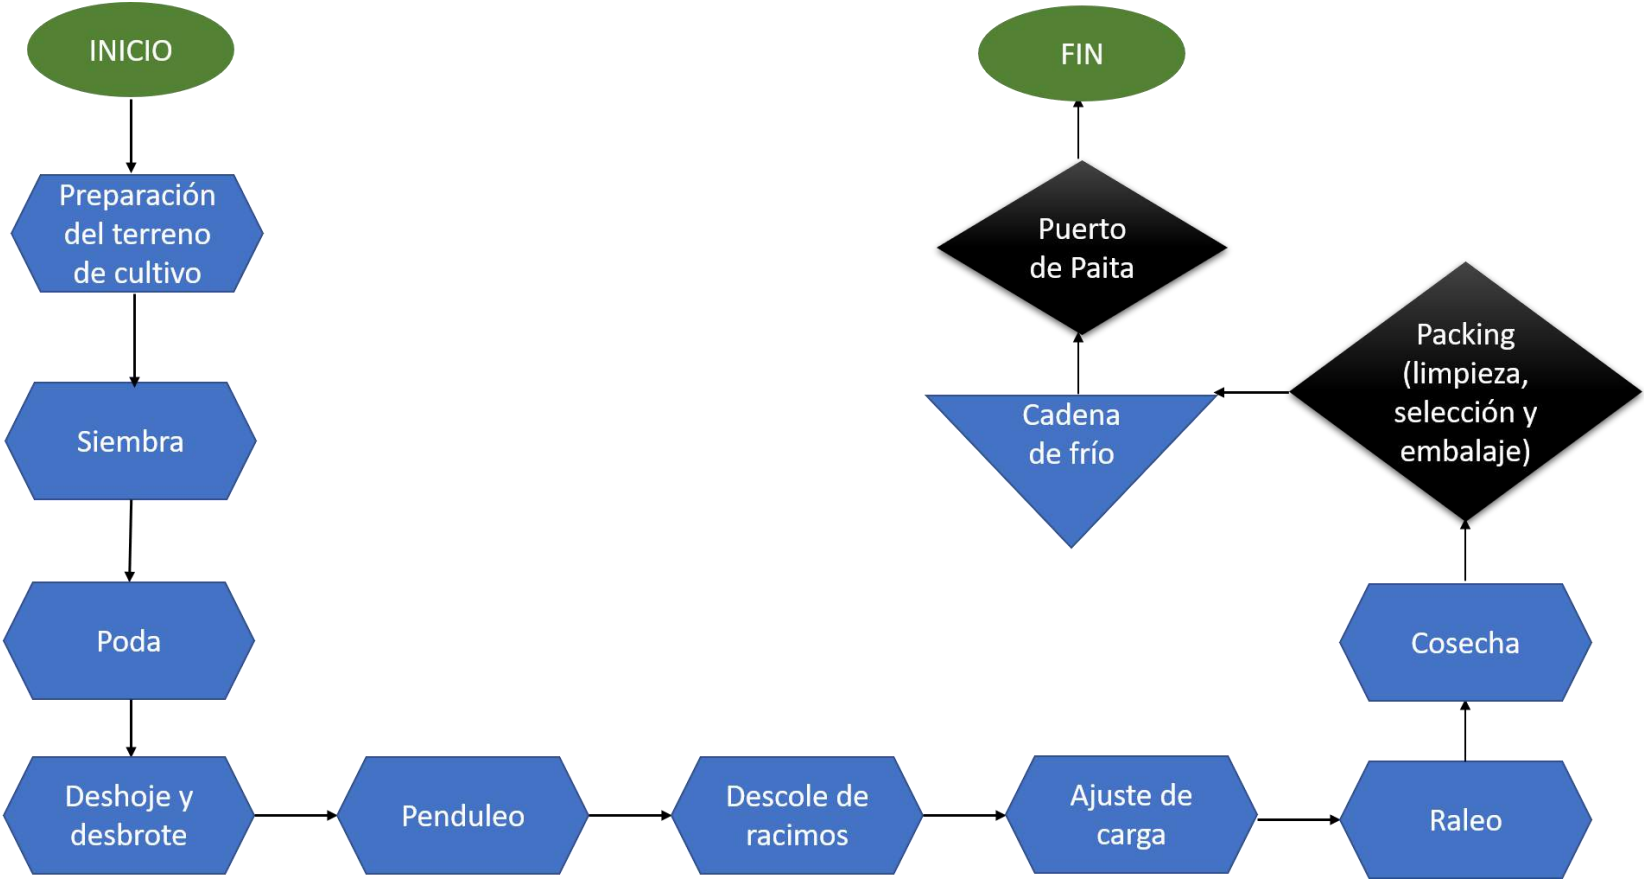 INICIO
Preparación
del terreno
de cultivo
Siembra
Poda
Deshoje y
desbrote
Penduleo
Descole de
racimos
Ajuste de
carga
Raleo
Cosecha
Packing
(limpieza,
selección y
embalaje)
Cadena
de frío
Puerto
de Paita
FIN